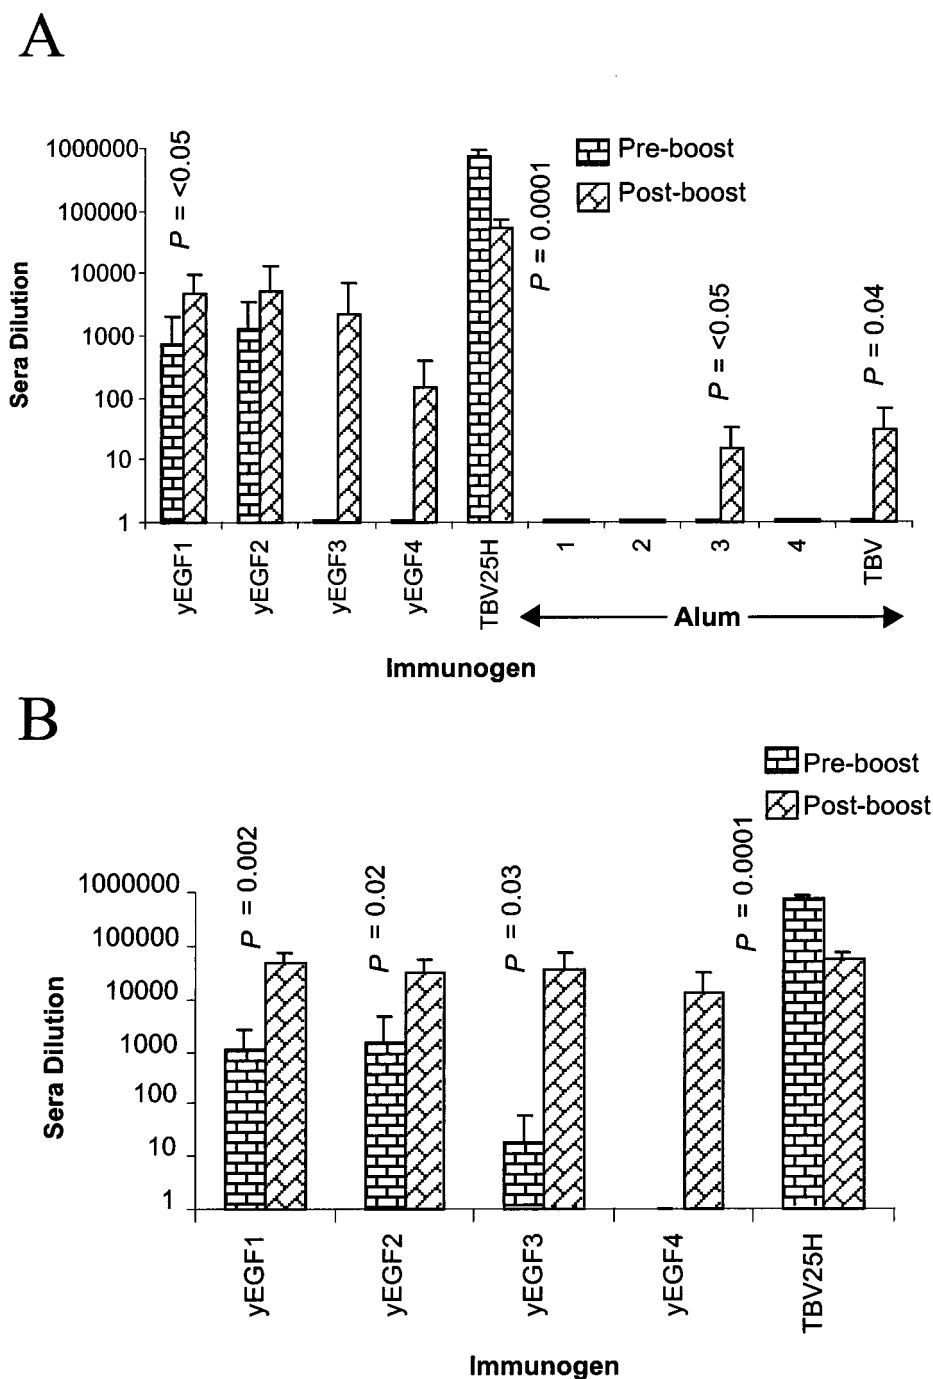 A
1000000
100000
10000
1000
100
10
1
Sera Dilution
P = <0.05
P = 0.0001
P = <0.05
P = 0.04
Pre-boost
Post-boost
yEGF1
yEGF2
yEGF3
yEGF4
TBV25H
1
2
3
4
TBV
Alum
Immunogen
B
Pre-boost
Post-boost
1000000
100000
10000
1000
100
10
1
Sera Dilution
P = 0.002
P = 0.02
P = 0.03
P = 0.0001
yEGF1
yEGF2
yEGF3
yEGF4
TBV25H
Immunogen